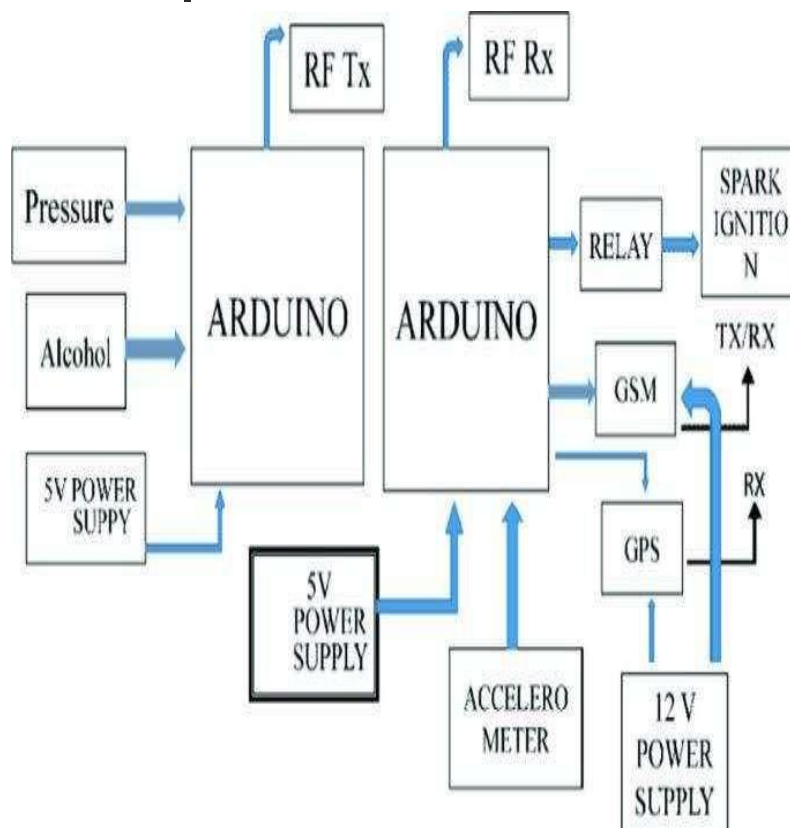 RF Tx
RF Rx
Pressure
Alcohol
5V POWER
SUPPY
ARDUINO
ARDUINO
RELAY
SPARK
IGNITIO
N
TX/RX
GSM
RX
GPS
5V
POWER
SUPPLY
ACCELERO
METER
12 V
POWER
SUPPLY